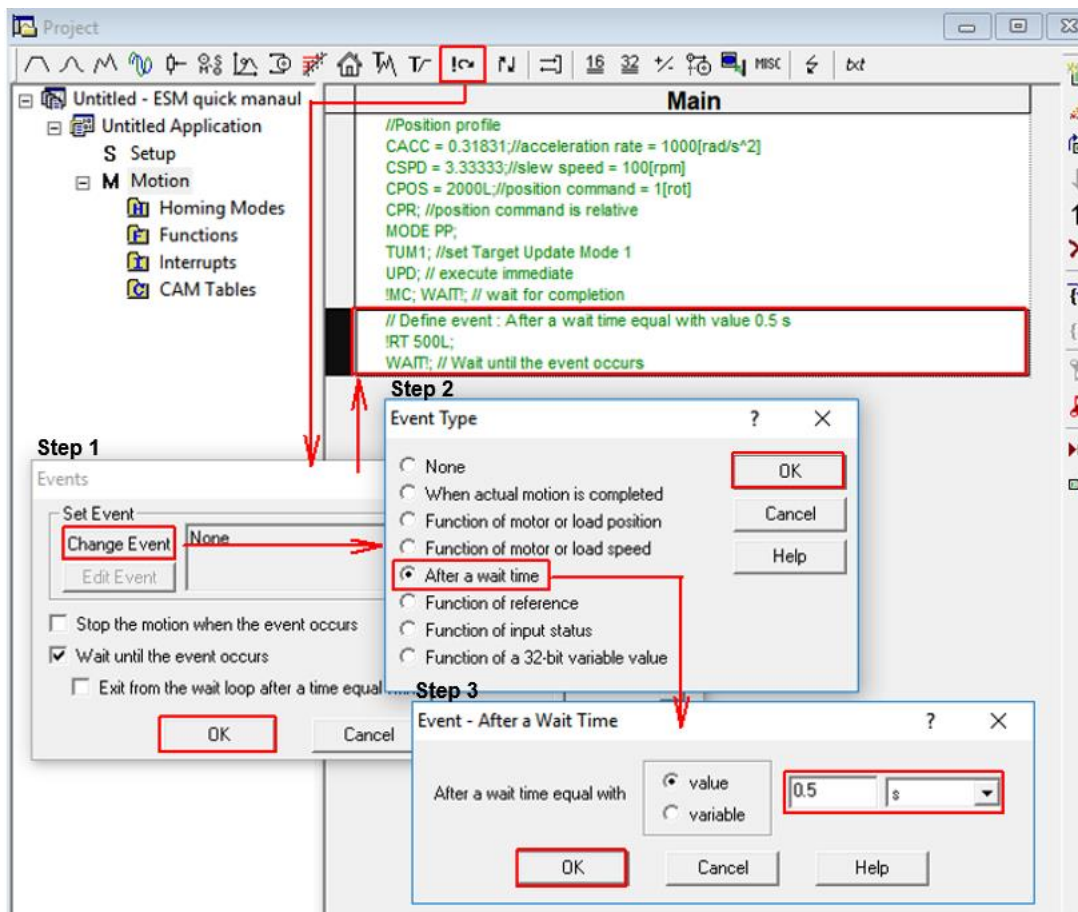 Project
16 32 +/- MISC txt
Untitled - ESM quick manaul
Untitled Application
S Setup
M Motion
H Homing Modes
F Functions
I Interrupts
C CAM Tables
Main
//Position profile
CACC = 0.31831;//acceleration rate = 1000[rad/s^2]
CSPD = 3.33333;//slew speed = 100[rpm]
CPOS = 2000L;//position command = 1[rot]
CPR; //position command is relative
MODE PP;
TUM1; //set Target Update Mode 1
UPD; // execute immediate
!MC; WAIT!; // wait for completion
// Define event : After a wait time equal with value 0.5 s
!RT 500L;
WAIT!; // Wait until the event occurs
Step 1
Events
Set Event
Change Event
None
Edit Event
Stop the motion when the event occurs
Wait until the event occurs
Exit from the wait loop after a time equal
OK
Cancel
Step 2
Event Type
?
None
When actual motion is completed
Function of motor or load position
Function of motor or load speed
After a wait time
Function of reference
Function of input status
Function of a 32-bit variable value
OK
Cancel
Help
Step 3
Event - After a Wait Time
?
After a wait time equal with
value
variable
0.5
s
OK
Cancel
Help